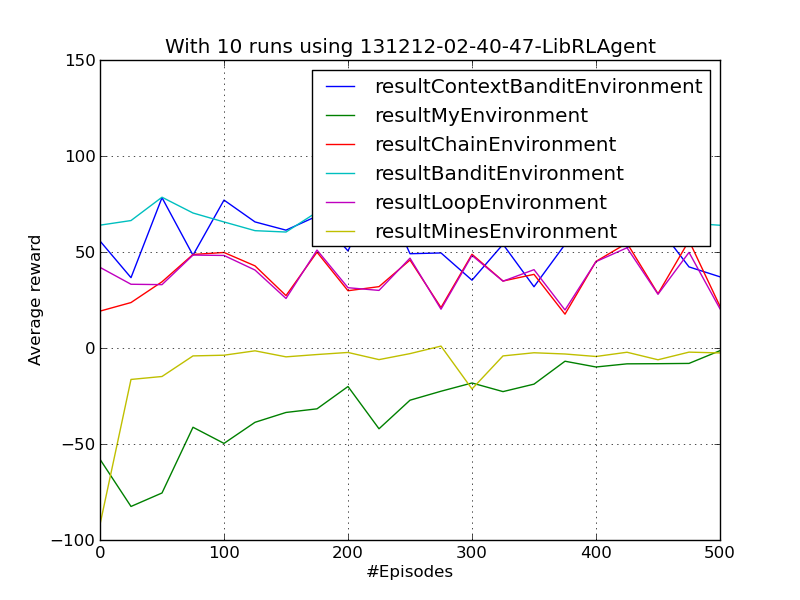 With 10 runs using 131212-02-40-47-LibRLAgent
150
100
50
0
−50
−100
Average reward
resultContextBanditEnvironment
resultMyEnvironment
resultChainEnvironment
resultBanditEnvironment
resultLoopEnvironment
resultMinesEnvironment
0 100 200 300 400 500
#Episodes